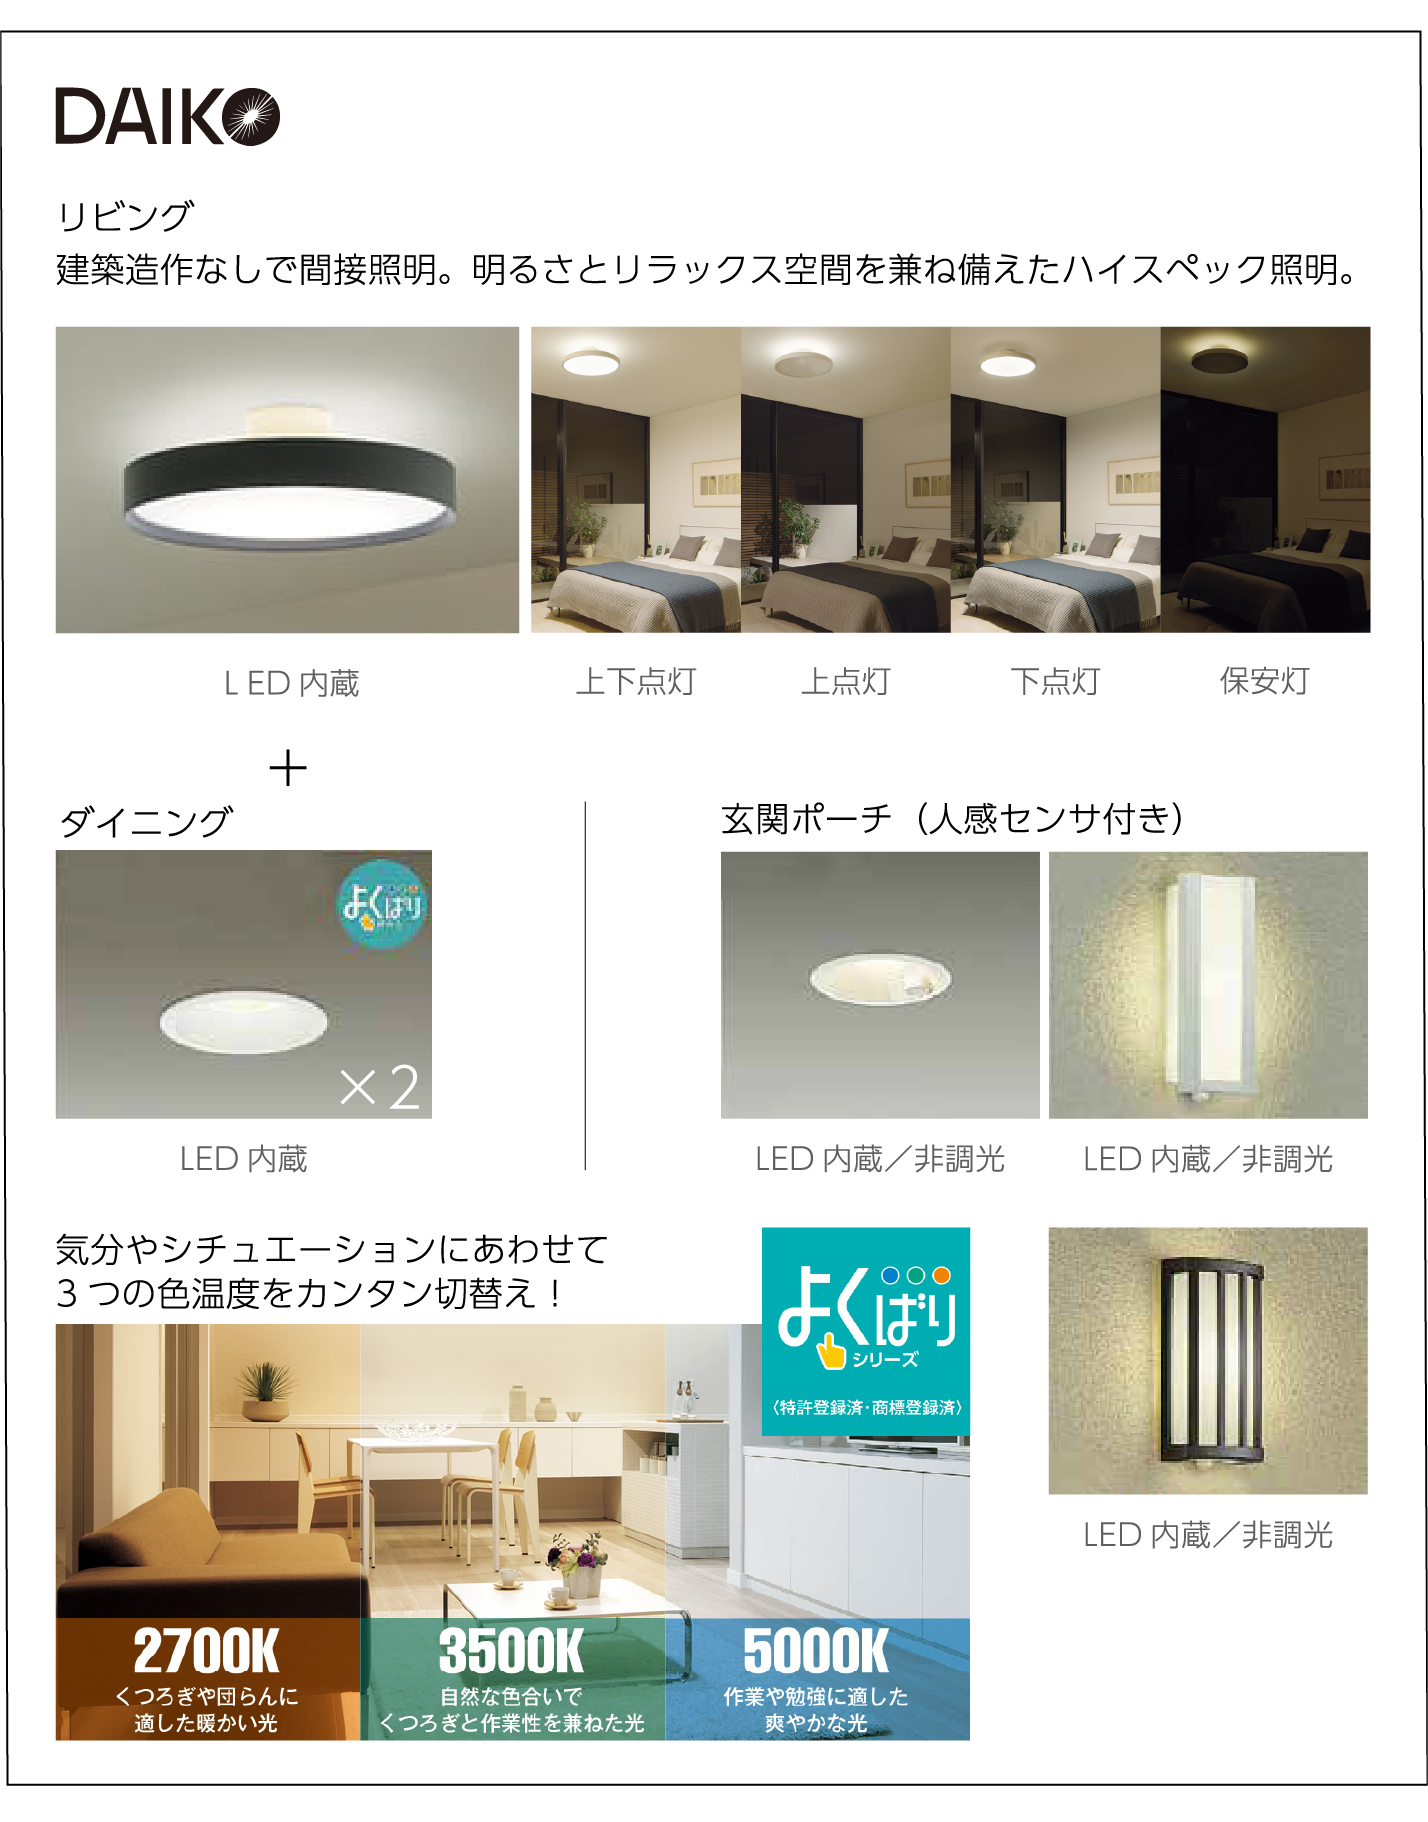 DAIKO
リビング
建築造作なしで間接照明。明るさとリラックス空間を兼ね備えたハイスペック照明。
LED 内蔵
上下点灯
上点灯
下点灯
保安灯
＋
ダイニング
よくばり
×2
LED 内蔵
玄関ポーチ（人感センサ付き）
LED 内蔵／非調光
LED 内蔵／非調光
LED 内蔵／非調光
気分やシチュエーションにあわせて
3 つの色温度をカンタン切替え！
よくばり
シリーズ
〈特許登録済・商標登録済〉
2700K
くつろぎや団らんに
適した暖かい光
3500K
自然な色合いで
くつろぎと作業性を兼ねた光
5000K
作業や勉強に適した
爽やかな光